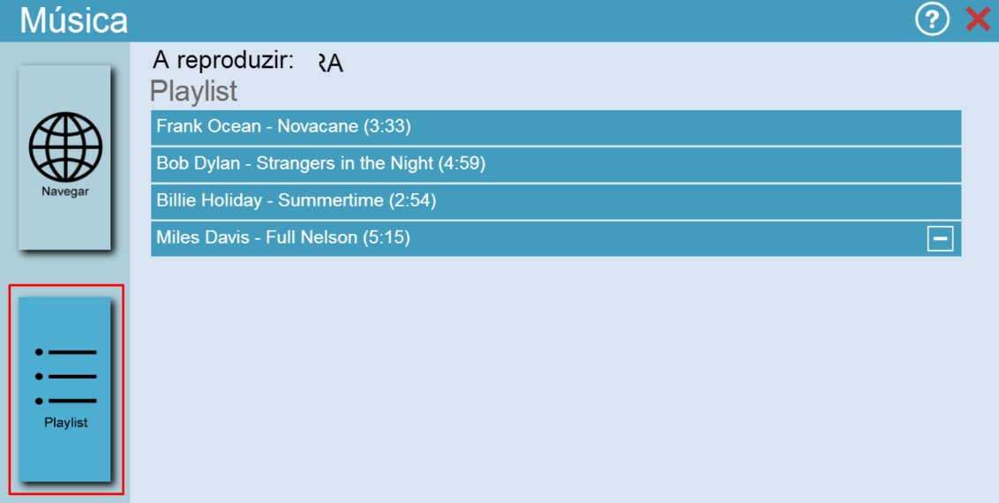 Música
?
A reproduzir: RA
Playlist
Frank Ocean - Novacane (3:33)
Bob Dylan - Strangers in the Night (4:59)
Billie Holiday - Summertime (2:54)
Miles Davis - Full Nelson (5:15)
Navegar
Playlist